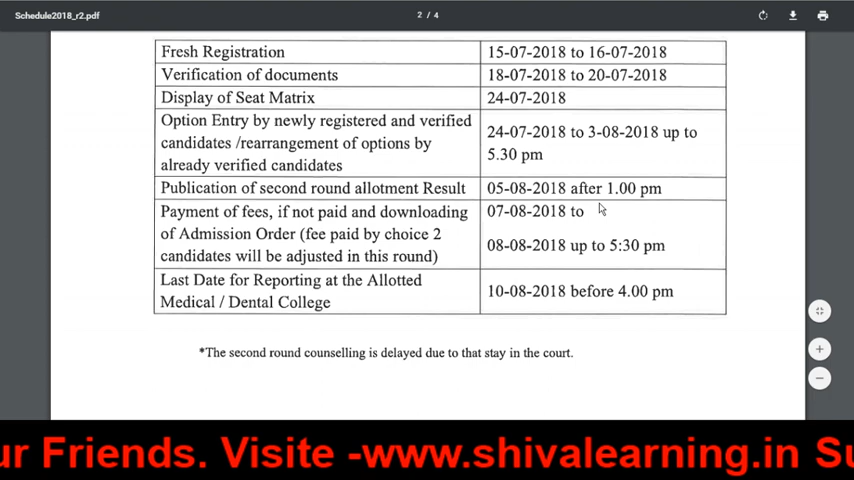 Schedule2018_r2.pdf
2 / 4
Fresh Registration
15-07-2018 to 16-07-2018
Verification of documents
18-07-2018 to 20-07-2018
Display of Seat Matrix
24-07-2018
Option Entry by newly registered and verified
candidates /rearrangement of options by
already verified candidates
24-07-2018 to 3-08-2018 up to
5.30 pm
Publication of second round allotment Result
05-08-2018 after 1.00 pm
Payment of fees, if not paid and downloading
of Admission Order (fee paid by choice 2
candidates will be adjusted in this round)
07-08-2018 to
08-08-2018 up to 5:30 pm
Last Date for Reporting at the Allotted
Medical / Dental College
10-08-2018 before 4.00 pm
*The second round counselling is delayed due to that stay in the court.
ur Friends. Visite -www.shivalearning.in Su